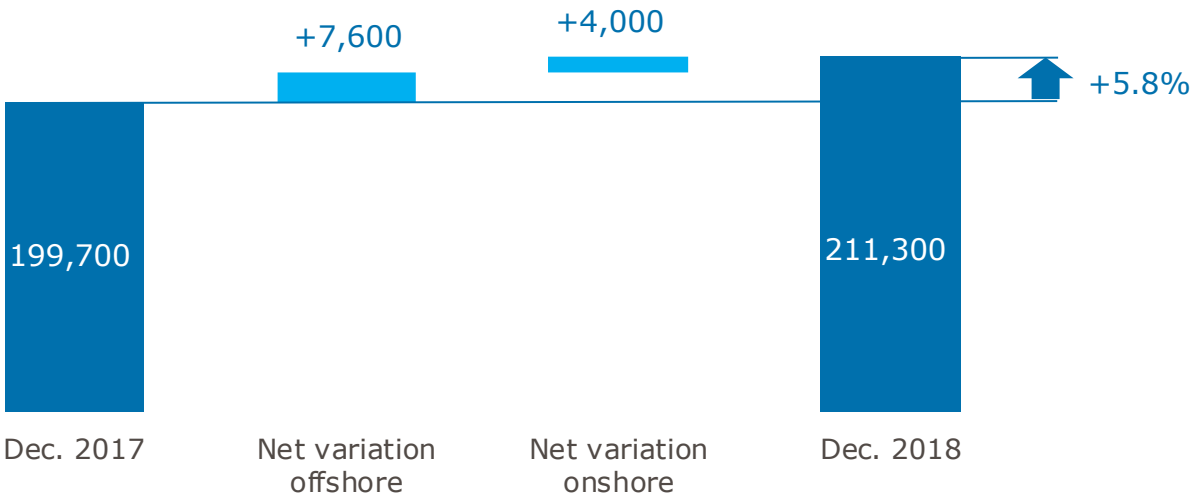 +7,600
+4,000
+5.8%
199,700
211,300
Dec. 2017
Net variation
offshore
Net variation
onshore
Dec. 2018